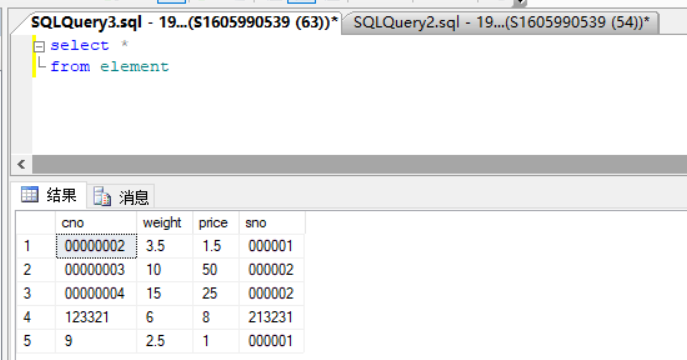 SQLQuery3.sql - 19...(S1605990539 (63))* SQLQuery2.sql - 19...(S1605990539 (54))*
select *
from element
结果 消息
cno weight price sno
1 00000002 3.5 1.5 000001
2 00000003 10 50 000002
3 00000004 15 25 000002
4 123321 6 8 213231
5 9 2.5 1 000001